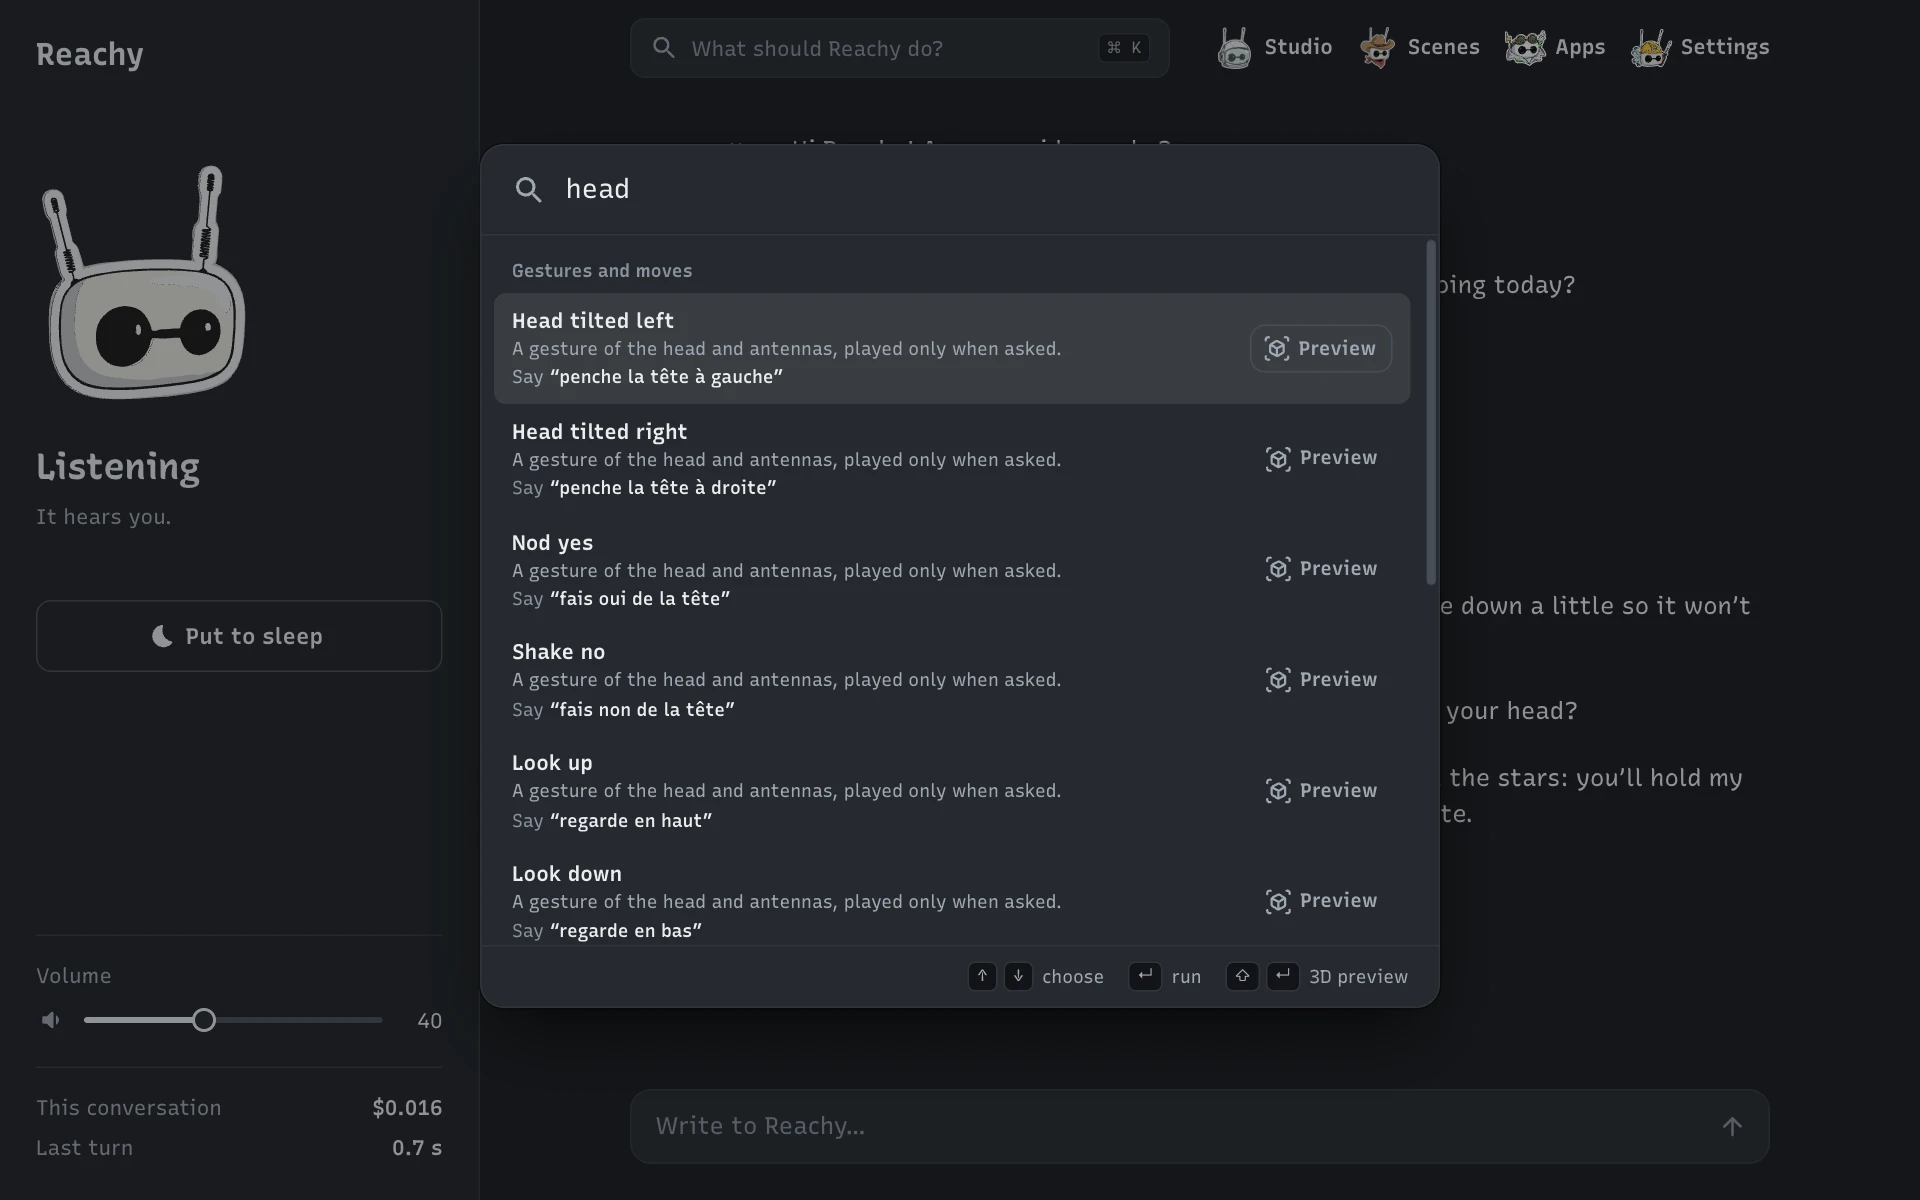 Reachy
What should Reachy do?
⌘ K
Studio
Scenes
Apps
Settings
head
Gestures and moves
Head tilted left
A gesture of the head and antennas, played only when asked.
Say “penche la tête à gauche”
Preview
Head tilted right
A gesture of the head and antennas, played only when asked.
Say “penche la tête à droite”
Preview
Nod yes
A gesture of the head and antennas, played only when asked.
Say “fais oui de la tête”
Preview
Shake no
A gesture of the head and antennas, played only when asked.
Say “fais non de la tête”
Preview
Look up
A gesture of the head and antennas, played only when asked.
Say “regarde en haut”
Preview
Look down
A gesture of the head and antennas, played only when asked.
Say “regarde en bas”
Preview
↑ ↓ choose ↵ run ⇧ ↵ 3D preview
today?
down a little so it won’t
your head?
the stars: you’ll hold my
Listening
It hears you.
Put to sleep
Volume
40
This conversation $0.016
Last turn 0.7 s
Write to Reachy…